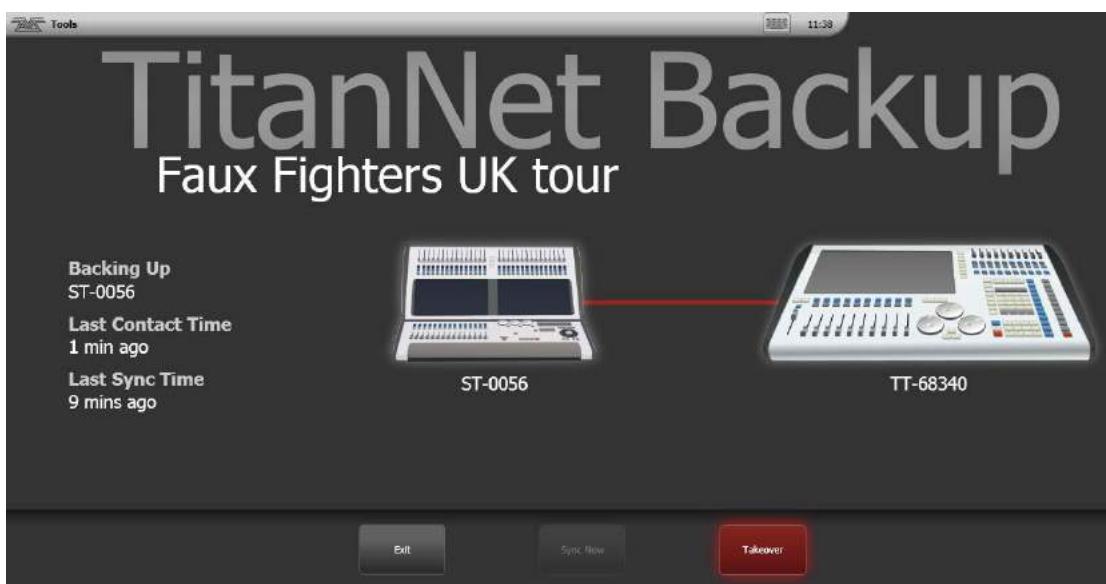 Tools
11:38
TitanNet Backup
Faux Fighters UK tour
Backing Up
ST-0056
Last Contact Time
1 min ago
Last Sync Time
9 mins ago
ST-0056
TT-68340
Exit
Sync Now
Takeover